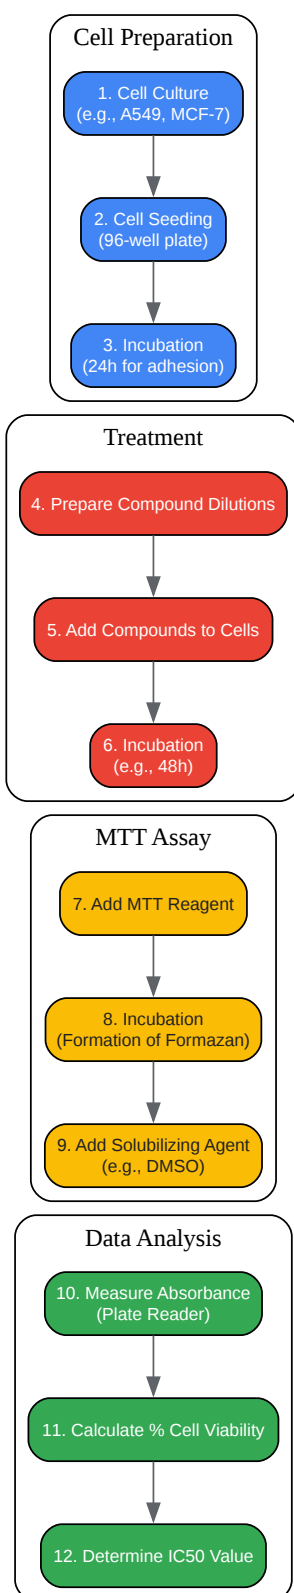 Cell Preparation
1. Cell Culture
(e.g., A549, MCF-7)
2. Cell Seeding
(96-well plate)
3. Incubation
(24h for adhesion)
Treatment
4. Prepare Compound Dilutions
5. Add Compounds to Cells
6. Incubation
(e.g., 48h)
MTT Assay
7. Add MTT Reagent
8. Incubation
(Formation of Formazan)
9. Add Solubilizing Agent
(e.g., DMSO)
Data Analysis
10. Measure Absorbance
(Plate Reader)
11. Calculate % Cell Viability
12. Determine IC50 Value